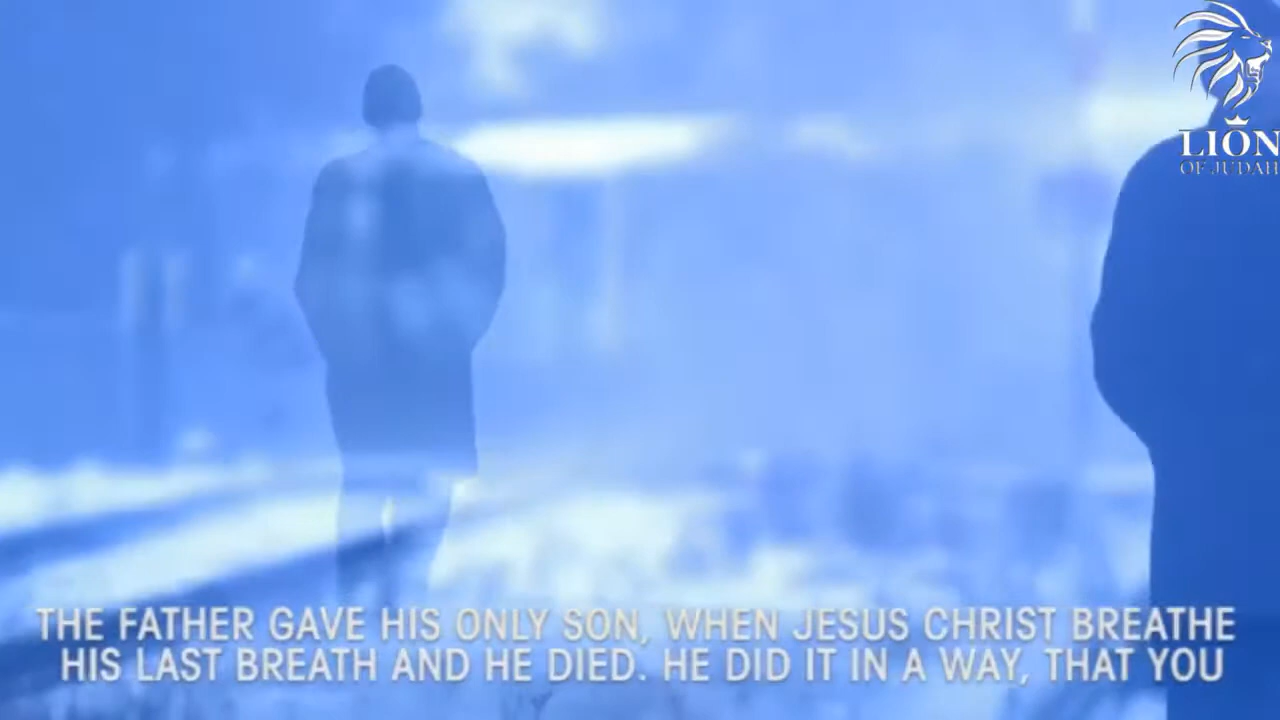 LION
OF JUDAH
THE FATHER GAVE HIS ONLY SON, WHEN JESUS CHRIST BREATHE
HIS LAST BREATH AND HE DIED. HE DID IT IN A WAY, THAT YOU